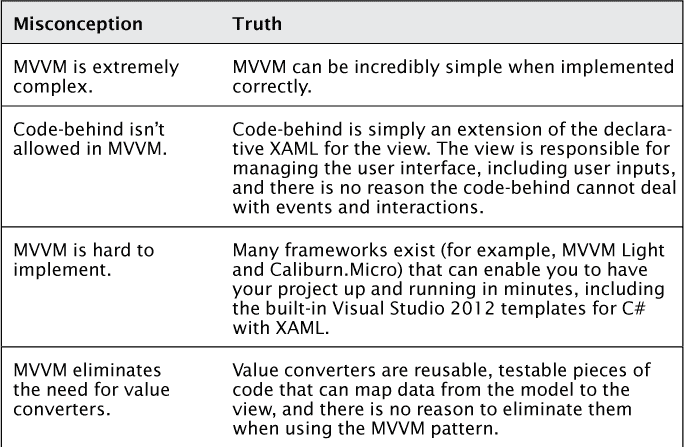 Misconception Truth
MVVM is extremely complex. MVVM can be incredibly simple when implemented correctly.
Code-behind isn't allowed in MVVM. Code-behind is simply an extension of the declara-
tive XAML for the view. The view is responsible for
managing the user interface, including user inputs,
and there is no reason the code-behind cannot deal
with events and interactions.
MVVM is hard to implement. Many frameworks exist (for example, MVVM Light
and Caliburn.Micro) that can enable you to have
your project up and running in minutes, including
the built-in Visual Studio 2012 templates for C#
with XAML.
MVVM eliminates the need for value converters. Value converters are reusable, testable pieces of
code that can map data from the model to the
view, and there is no reason to eliminate them
when using the MVVM pattern.